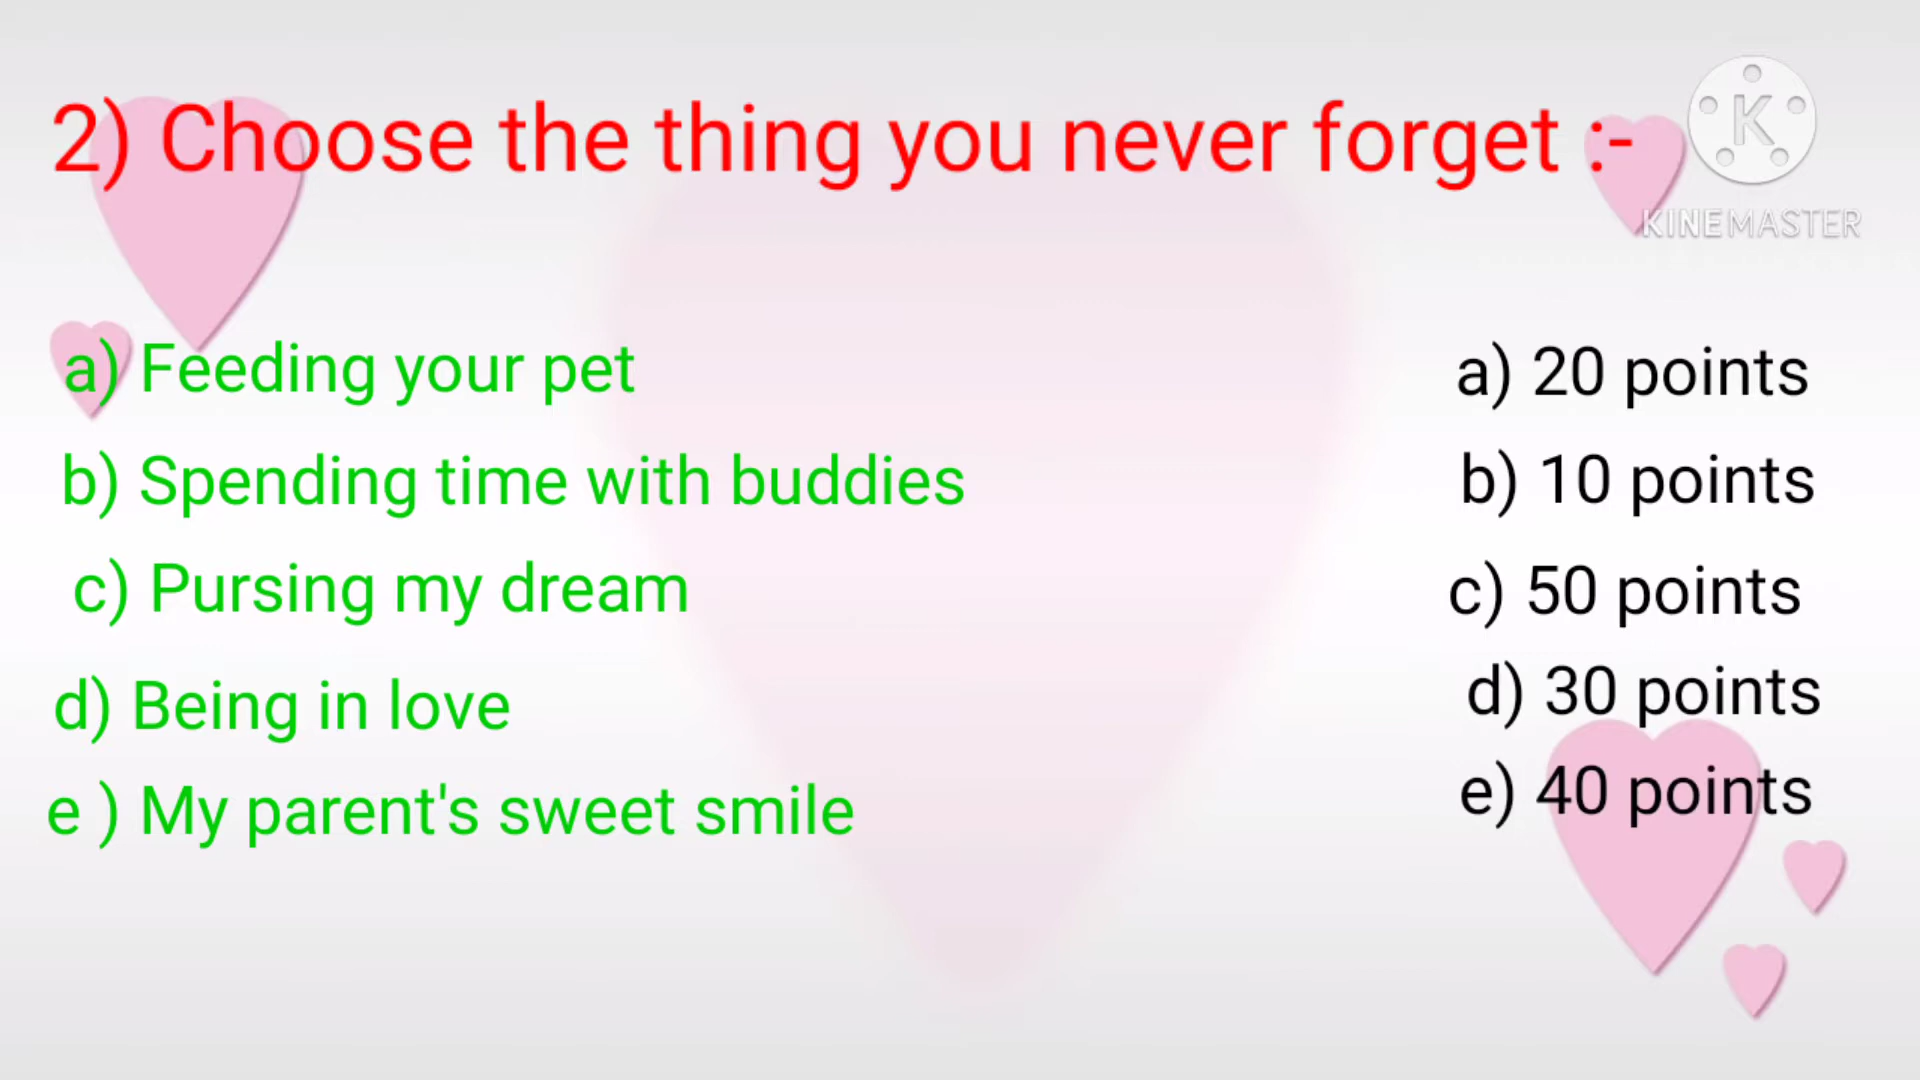 2) Choose the thing you never forget :-
K
KINEMASTER
a) Feeding your pet
a) 20 points
b) Spending time with buddies
b) 10 points
c) Pursing my dream
c) 50 points
d) Being in love
d) 30 points
e ) My parent's sweet smile
e) 40 points